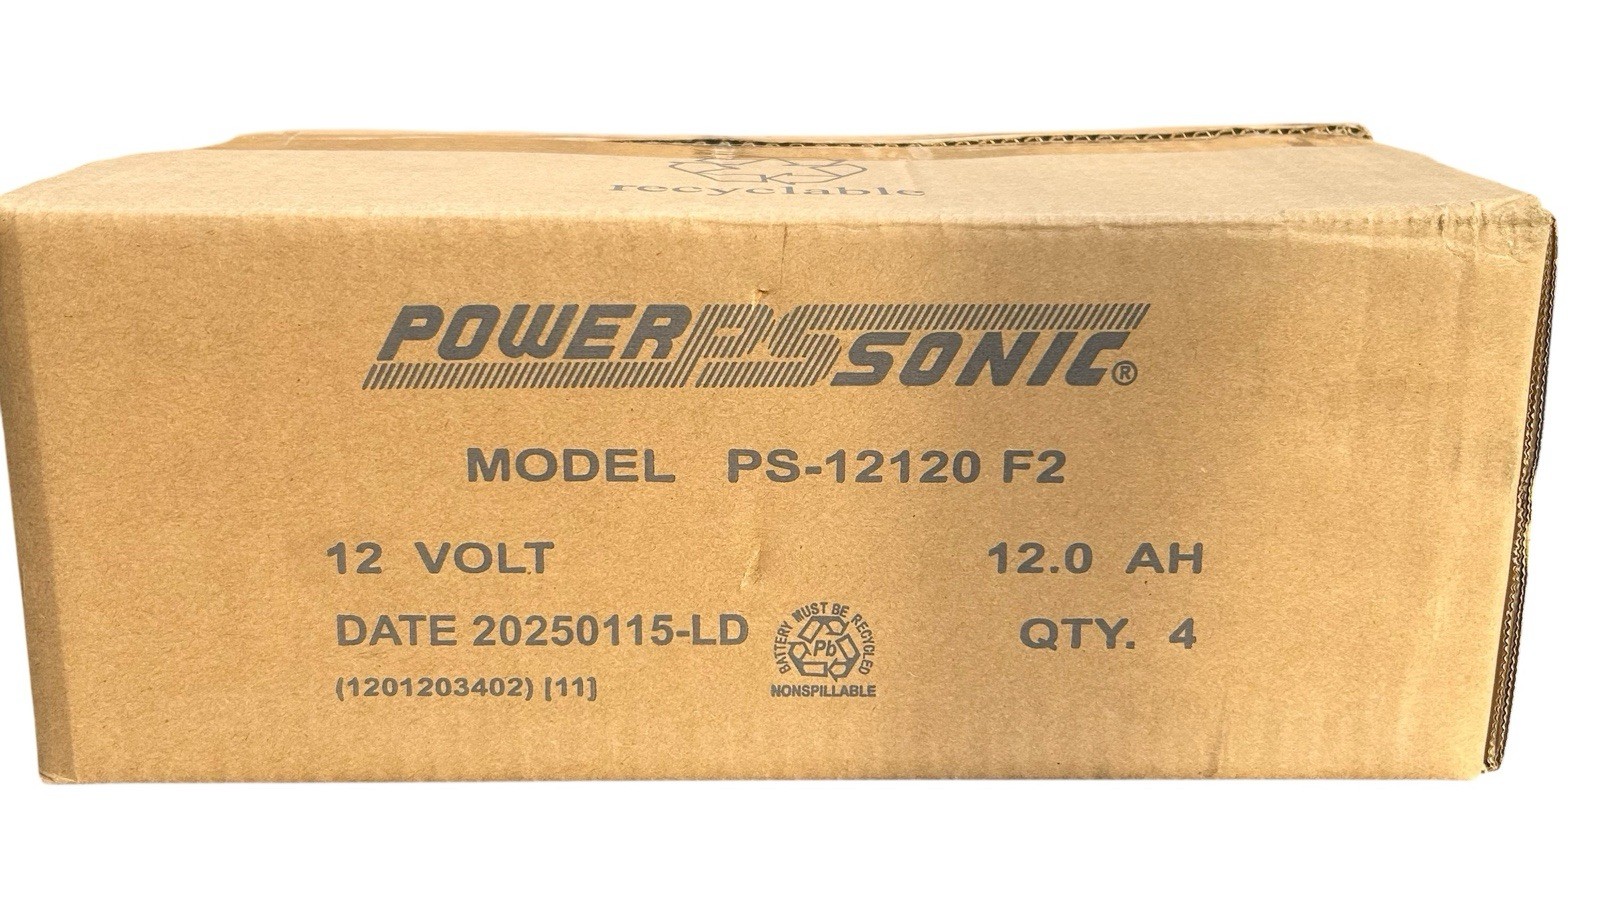 recyclable
POWER PS SONIC®
MODEL PS-12120 F2
12 VOLT 12.0 AH
DATE 20250115-LD
BATTERY MUST BE RECYCLED
Pb
NONSPILLABLE
QTY. 4
(1201203402) [11]